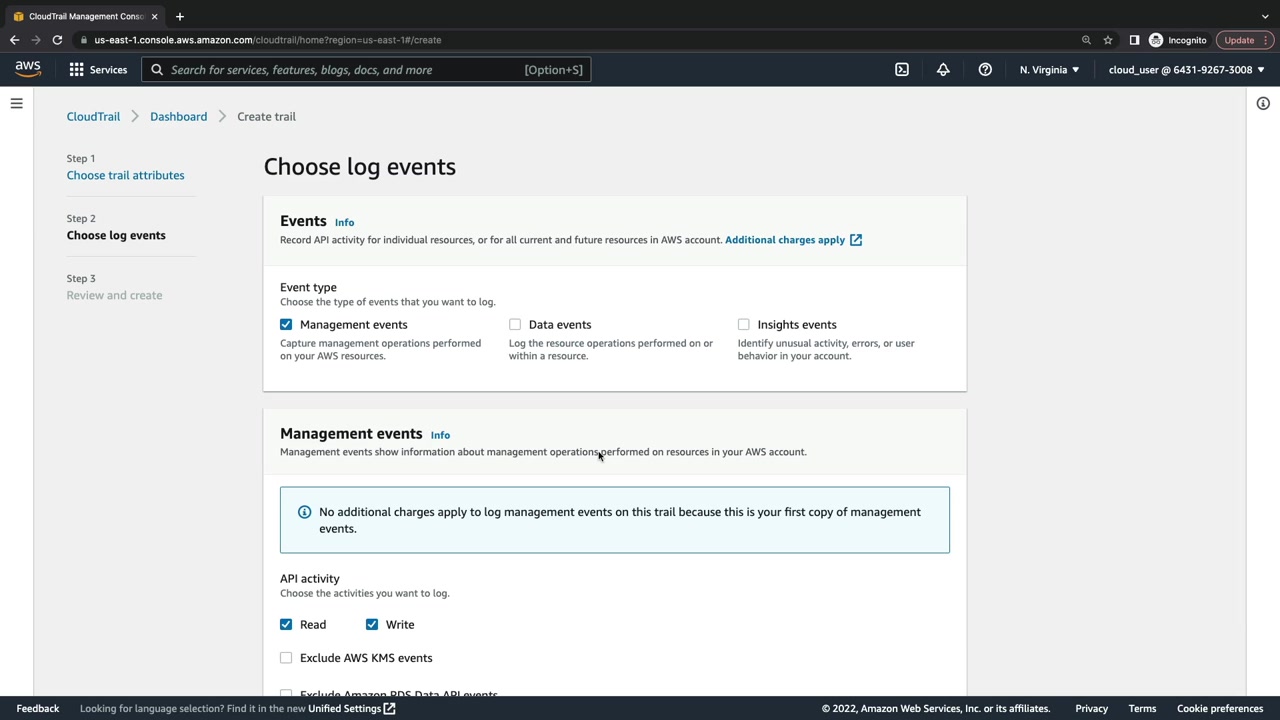 CloudTrail Management Conso
us-east-1.console.aws.amazon.com/cloudtrail/home?region=us-east-1#/create
Incognito
Update
aws
Services
Search for services, features, blogs, docs, and more
[Option+S]
N. Virginia
cloud_user @ 6431-9267-3008
CloudTrail
Dashboard
Create trail
Step 1
Choose trail attributes
Step 2
Choose log events
Step 3
Review and create
Choose log events
Events Info
Record API activity for individual resources, or for all current and future resources in AWS account. Additional charges apply
Event type
Choose the type of events that you want to log.
Management events
Capture management operations performed
on your AWS resources.
Data events
Log the resource operations performed on or
within a resource.
Insights events
Identify unusual activity, errors, or user
behavior in your account.
Management events Info
Management events show information about management operations performed on resources in your AWS account.
No additional charges apply to log management events on this trail because this is your first copy of management
events.
API activity
Choose the activities you want to log.
Read
Write
Exclude AWS KMS events
Exclude Amazon RDS Data API events
Feedback
Looking for language selection? Find it in the new Unified Settings
© 2022, Amazon Web Services, Inc. or its affiliates.
Privacy
Terms
Cookie preferences